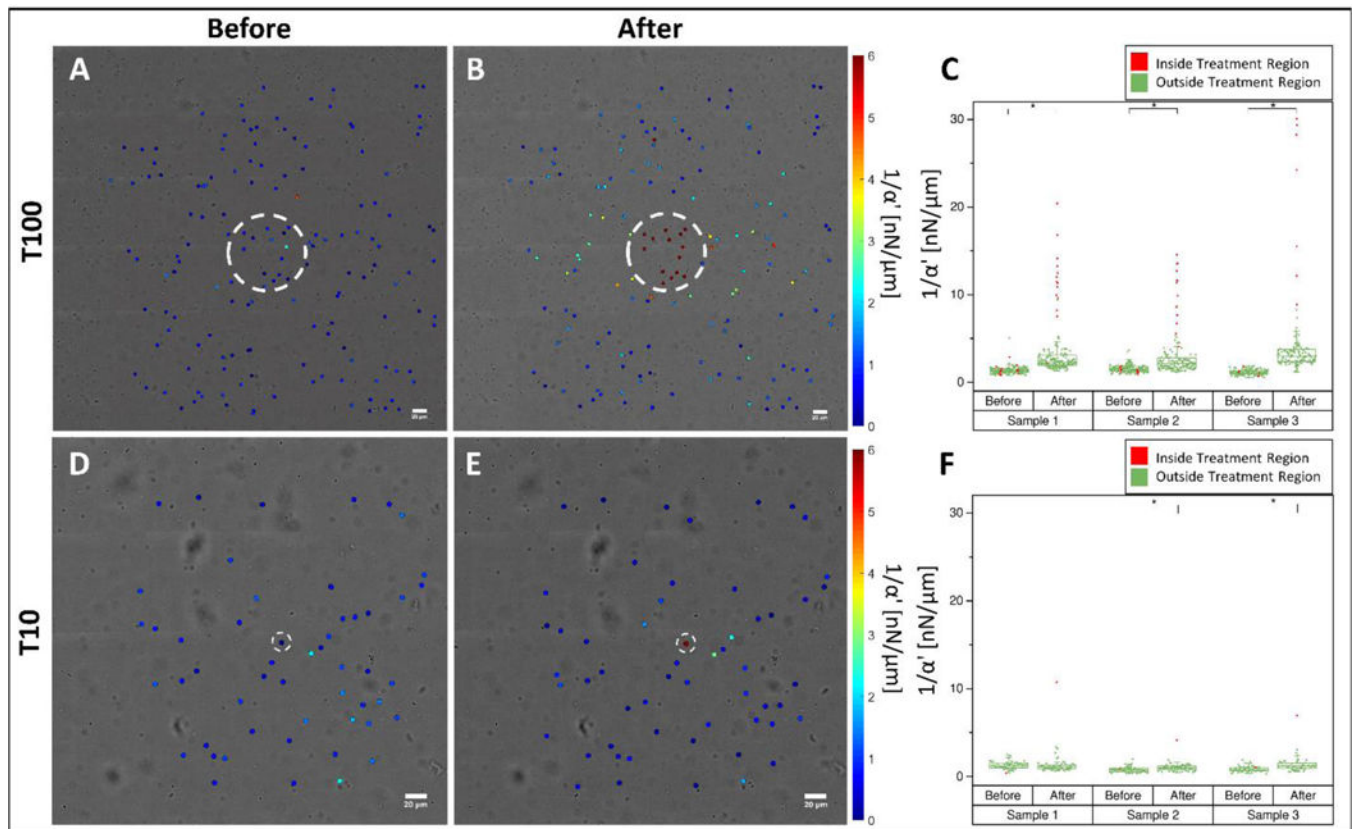 Before After
T100
A
20 µm
B
20 µm
6
5
4
3
2
1
0
1/α' [nN/µm]
C
Inside Treatment Region
Outside Treatment Region
1/α' [nN/µm]
30
20
10
0
* * *
Before After Before After Before After
Sample 1 Sample 2 Sample 3
T10
D
20 µm
E
20 µm
6
5
4
3
2
1
0
1/α' [nN/µm]
F
Inside Treatment Region
Outside Treatment Region
1/α' [nN/µm]
30
20
10
0
* *
Before After Before After Before After
Sample 1 Sample 2 Sample 3